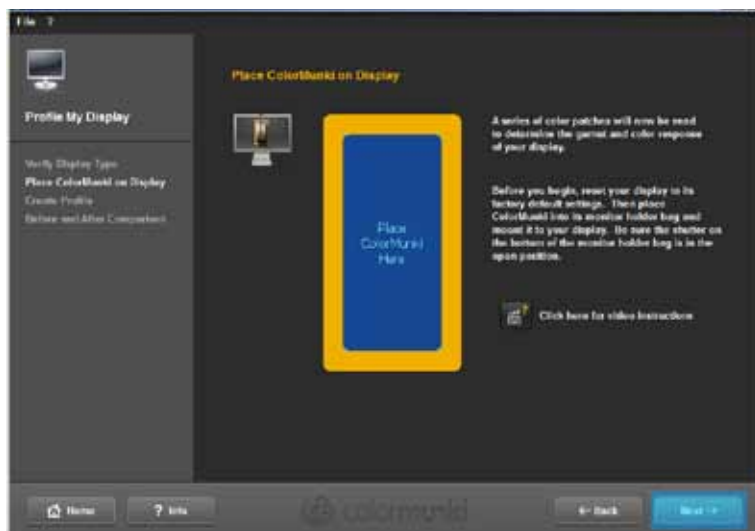 File ?
Profile My Display
Verify Display Type
Place ColorMunki on Display
Create Profile
Before and After Comparison
Place ColorMunki on Display
Place
ColorMunki
Here
A series of color patches will now be read
to determine the gamut and color response
of your display.
Before you begin, reset your display to its
factory default settings. Then place
ColorMunki into its monitor holder bag and
mount it to your display. Be sure the shutter on
the bottom of the monitor holder bag is in the
open position.
Click here for video instructions
Home
? Info
colormunki
← Back
Next →